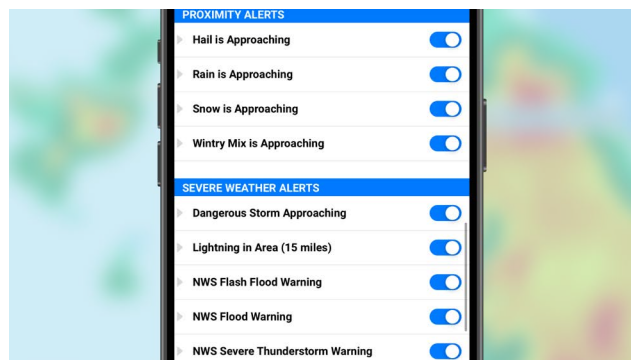 PROXIMITY ALERTS
Hail is Approaching
Rain is Approaching
Snow is Approaching
Wintry Mix is Approaching
SEVERE WEATHER ALERTS
Dangerous Storm Approaching
Lightning in Area (15 miles)
NWS Flash Flood Warning
NWS Flood Warning
NWS Severe Thunderstorm Warning